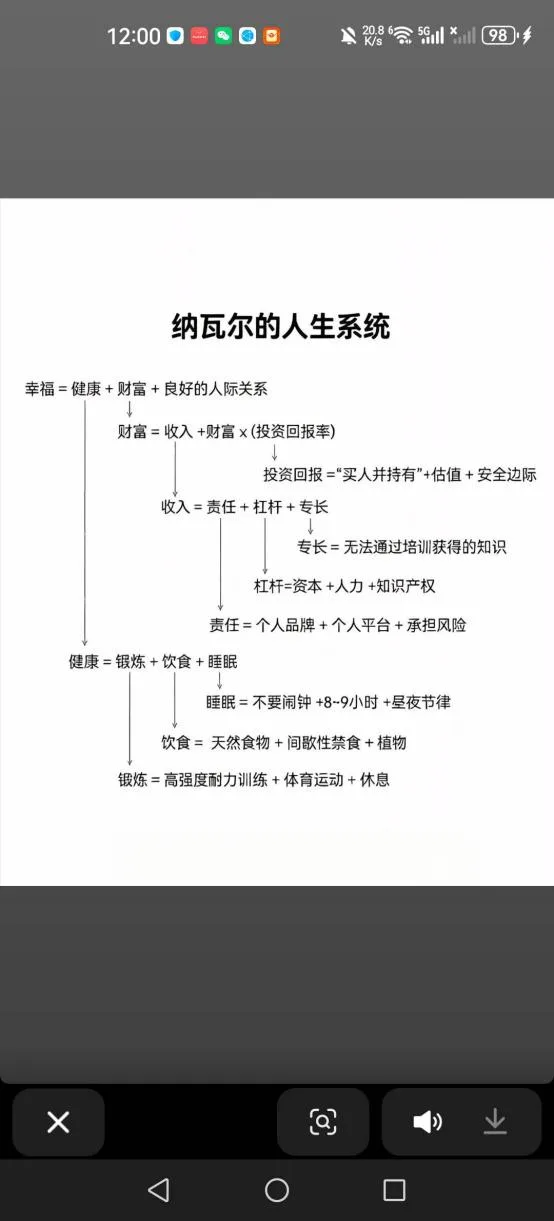 12:00
20.8 K/s 6 5G 98
纳瓦尔的人生系统
幸福 = 健康 + 财富 + 良好的人际关系
财富 = 收入 +财富 x (投资回报率)
投资回报 =“买人并持有”+估值 + 安全边际
收入 = 责任 + 杠杆 + 专长
专长 = 无法通过培训获得的知识
杠杆=资本 +人力 +知识产权
责任 = 个人品牌 + 个人平台 + 承担风险
健康 = 锻炼 + 饮食 + 睡眠
睡眠 = 不要闹钟 +8~9小时 +昼夜节律
饮食 = 天然食物 + 间散性禁食 + 植物
锻炼 = 高强度耐力训练 + 体育运动 + 休息